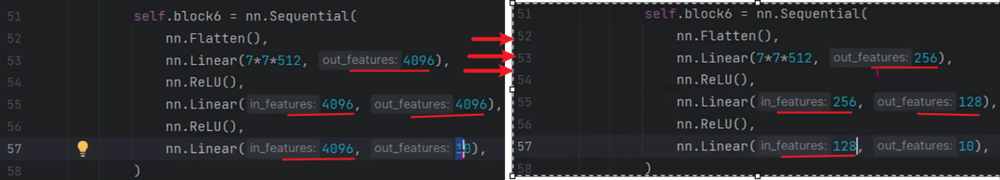 51 self.block6 = nn.Sequential(
52 nn.Flatten(),
53 nn.Linear(7*7*512, out_features: 4096),
54 nn.ReLU(),
55 nn.Linear(in_features: 4096, out_features: 4096),
56 nn.ReLU(),
57 nn.Linear(in_features: 4096, out_features: 10),
58 )
51 self.block6 = nn.Sequential(
52 nn.Flatten(),
53 nn.Linear(7*7*512, out_features: 256),
54 nn.ReLU(),
55 nn.Linear(in_features: 256, out_features: 128),
56 nn.ReLU(),
57 nn.Linear(in_features: 128, out_features: 10),
58 )